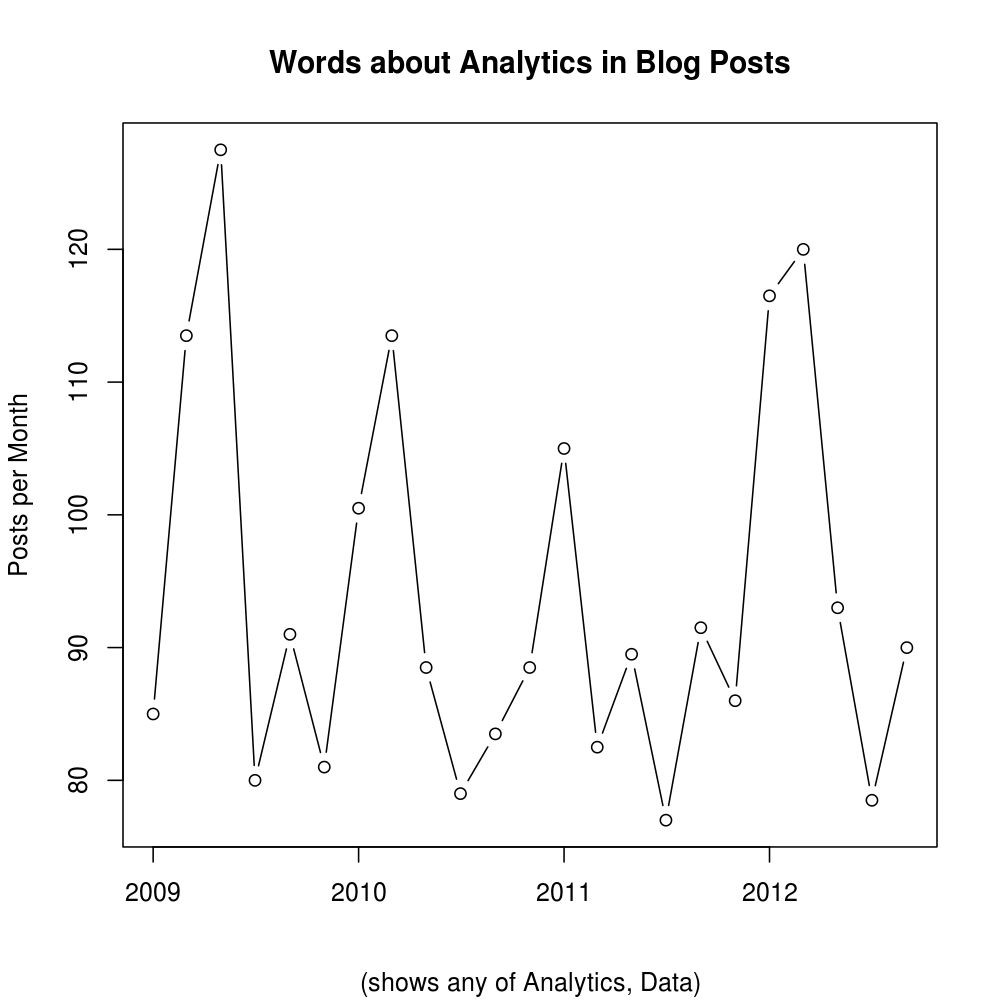 Words about Analytics in Blog Posts
Posts per Month
120
110
100
90
80
2009 2010 2011 2012
(shows any of Analytics, Data)